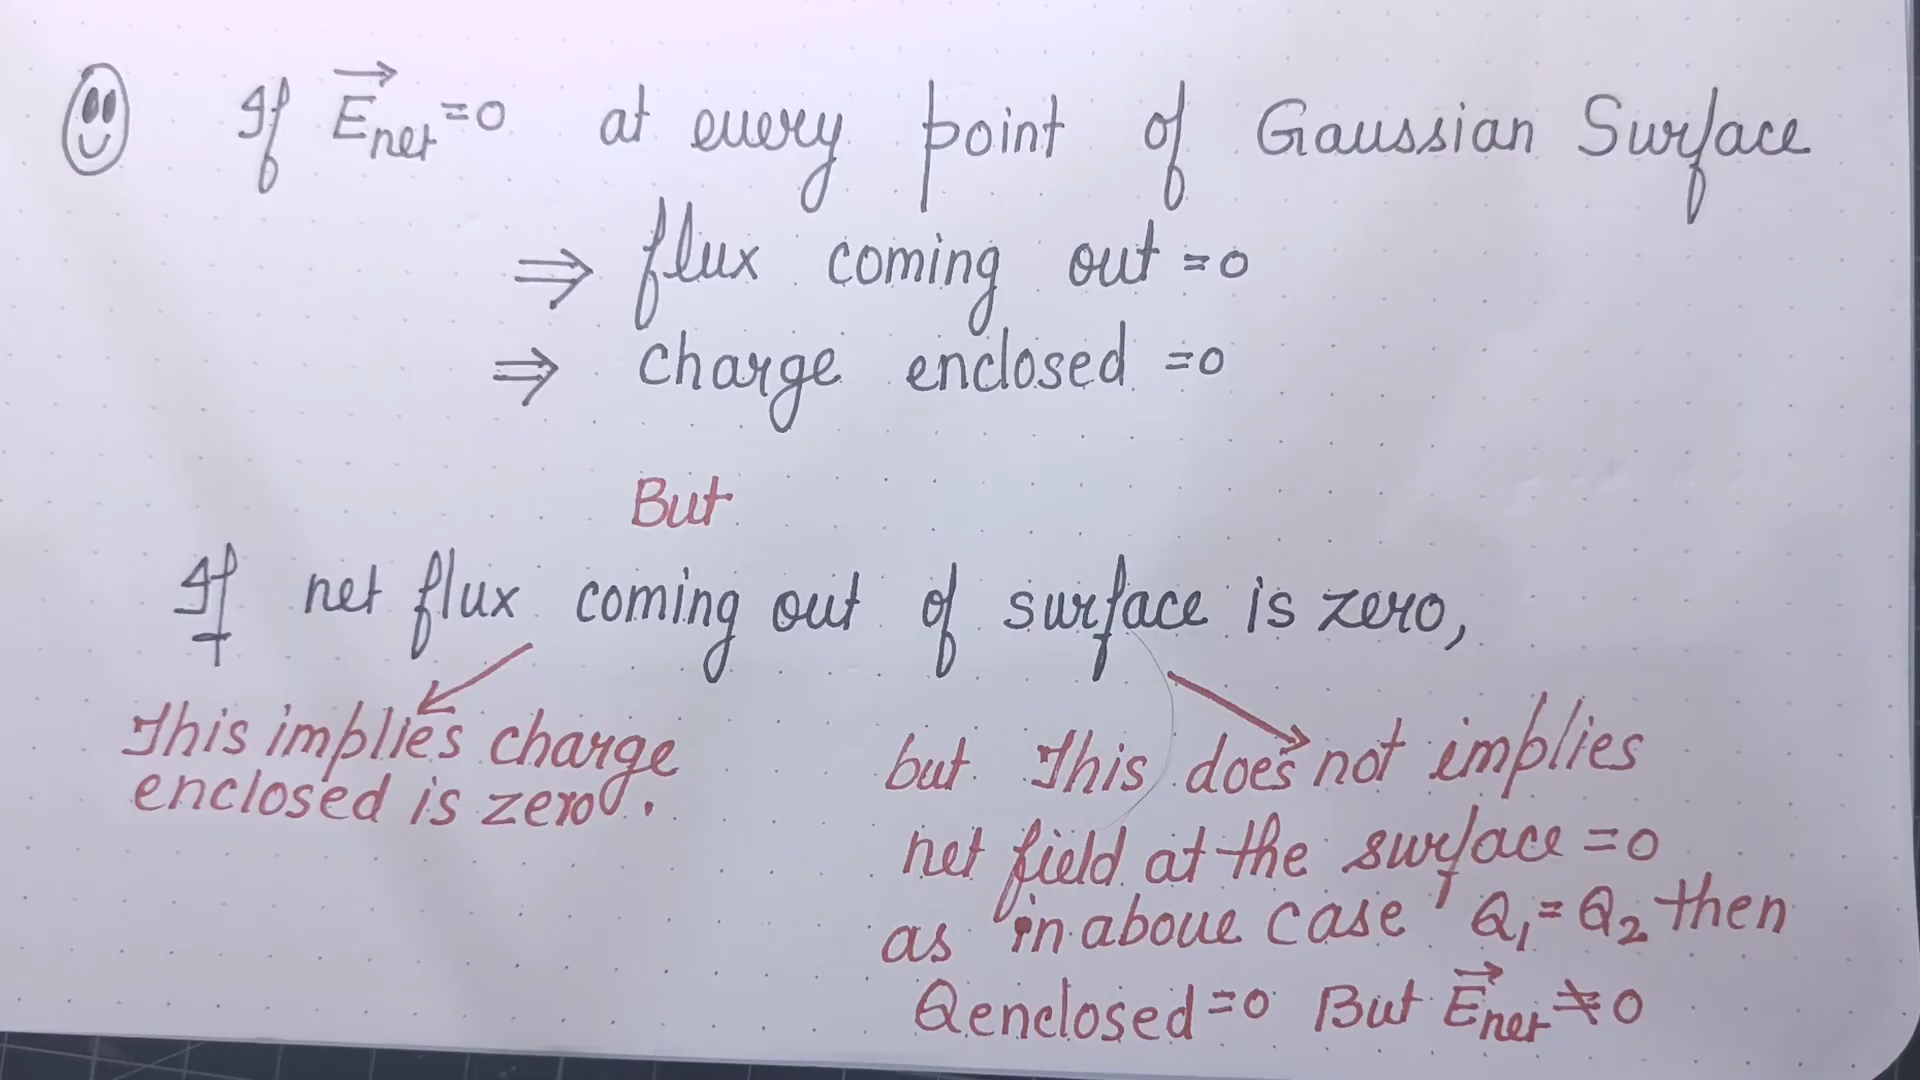 If E⃗net=0 at every point of Gaussian Surface
⇒ flux coming out =0
⇒ charge enclosed =0
But
If net flux coming out of surface is zero,
This implies charge
enclosed is zero.
but This does not implies
net field at the surface =0
as in above case Q₁=Q₂ then
Qenclosed=0 But E⃗net≠0